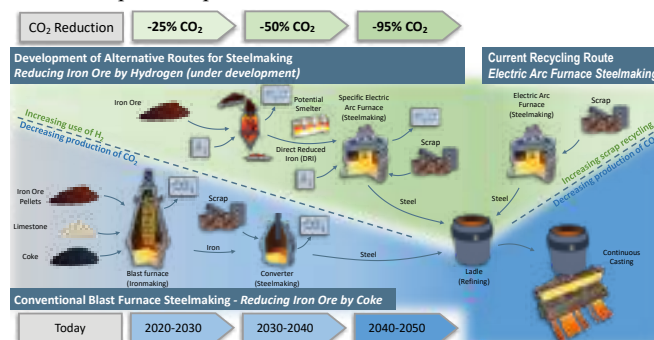 CO₂ Reduction
-25% CO₂
-50% CO₂
-95% CO₂
Development of Alternative Routes for Steelmaking
Reducing Iron Ore by Hydrogen (under development)
Current Recycling Route
Electric Arc Furnace Steelmaking
Iron Ore
Potential
Smelter
Specific Electric
Arc Furnace
(Steelmaking)
Electric
Arc Furnace
(Steelmaking)
Scrap
Increasing use of H₂
Decreasing production of CO₂
Direct Reduced
Iron (DRI)
Scrap
Increasing scrap recycling
Decreasing production of CO
Steel
Steel
Iron Ore
Pellets
Limestone
Coke
Scrap
Iron
Steel
Blast furnace
(Ironmaking)
Converter
(Steelmaking)
Ladle
(Refining)
Continuous
Casting
Conventional Blast Furnace Steelmaking - Reducing Iron Ore by Coke
Today
2020-2030
2030-2040
2040-2050